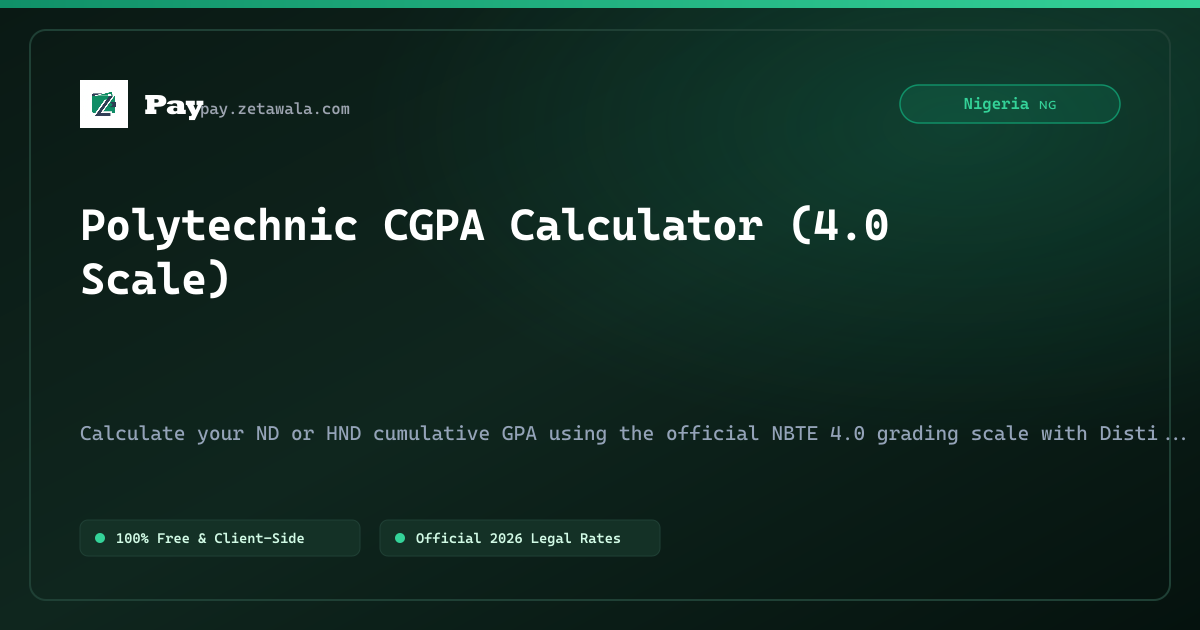 Pay pay.zetawala.com
Nigeria NG
Polytechnic CGPA Calculator (4.0
Scale)
Calculate your ND or HND cumulative GPA using the official NBTE 4.0 grading scale with Disti...
100% Free & Client-Side
Official 2026 Legal Rates